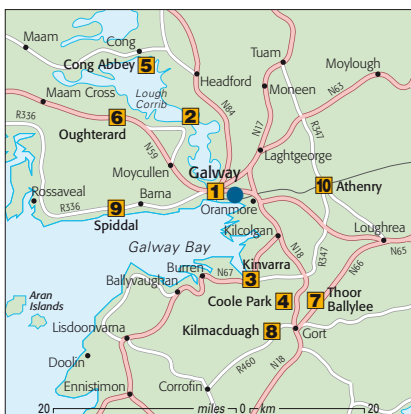 Maam
Cong
Cong Abbey 5
Tuam
Moylough
Lough
Corrib
Headford
Moneen
N63
Maam Cross
R336
6
2
N84
N17
R347
Oughterard
N59
Laghtgeorge
Moycullen
Galway
1
10 Athenry
Rossaveal
Barna
R336
9
Oranmore
Spiddal
Kilcolgan
Loughrea
Galway Bay
N18
R347
N65
Burren
N67
Kinvarra
N66
3
Ballyvaughan
Coole Park 4
7 Thoor
Ballylee
Aran
Islands
Lisdoonvarna
Kilmacduagh 8
Gort
Doolin
R460
N18
Ennistimon
Corrofin
20 miles 0 km 20